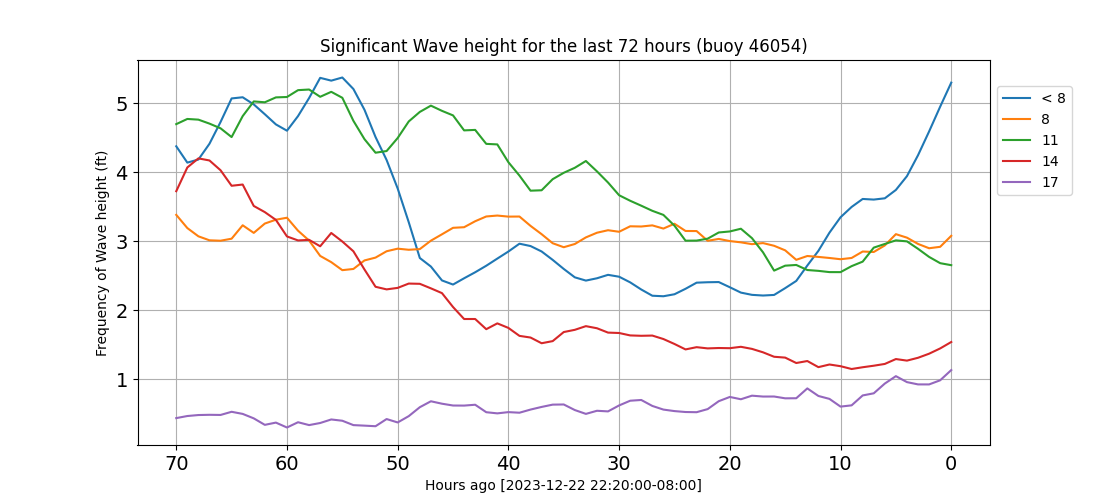 Significant Wave height for the last 72 hours (buoy 46054)
Frequency of Wave height (ft)
5
4
3
2
1
70 60 50 40 30 20 10 0
Hours ago [2023-12-22 22:20:00-08:00]
< 8
8
11
14
17